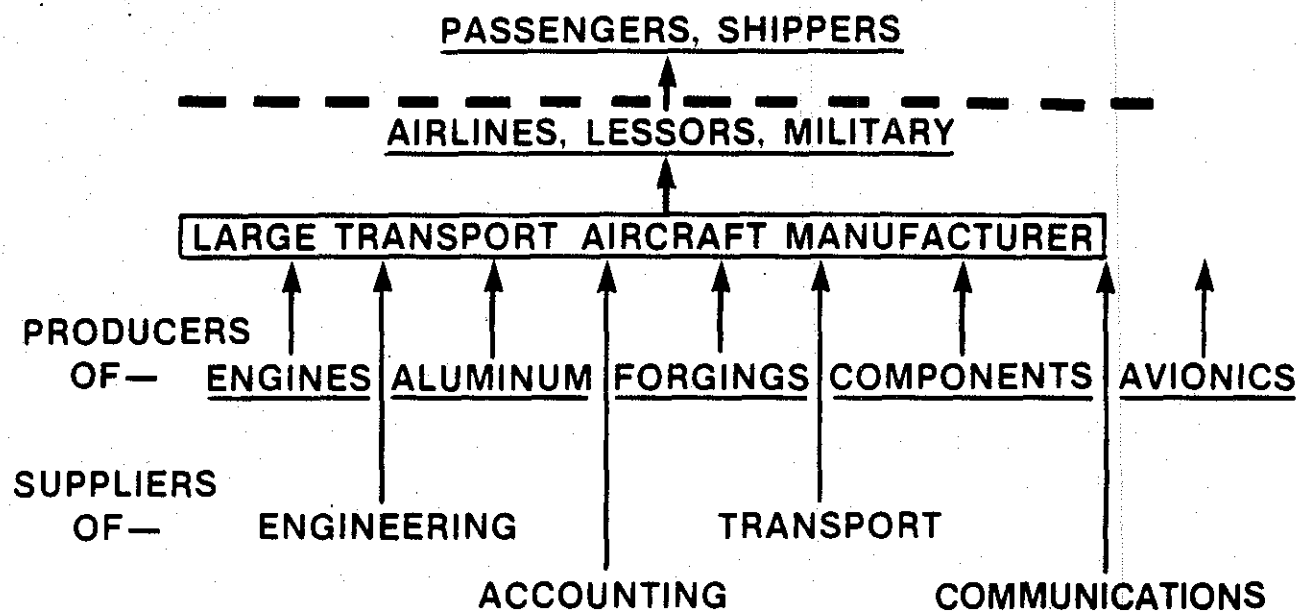 PASSENGERS, SHIPPERS
AIRLINES, LESSORS, MILITARY
LARGE TRANSPORT AIRCRAFT MANUFACTURER
PRODUCERS
OF— ENGINES ALUMINUM FORGINGS COMPONENTS AVIONICS
SUPPLIERS
OF— ENGINEERING TRANSPORT
ACCOUNTING COMMUNICATIONS